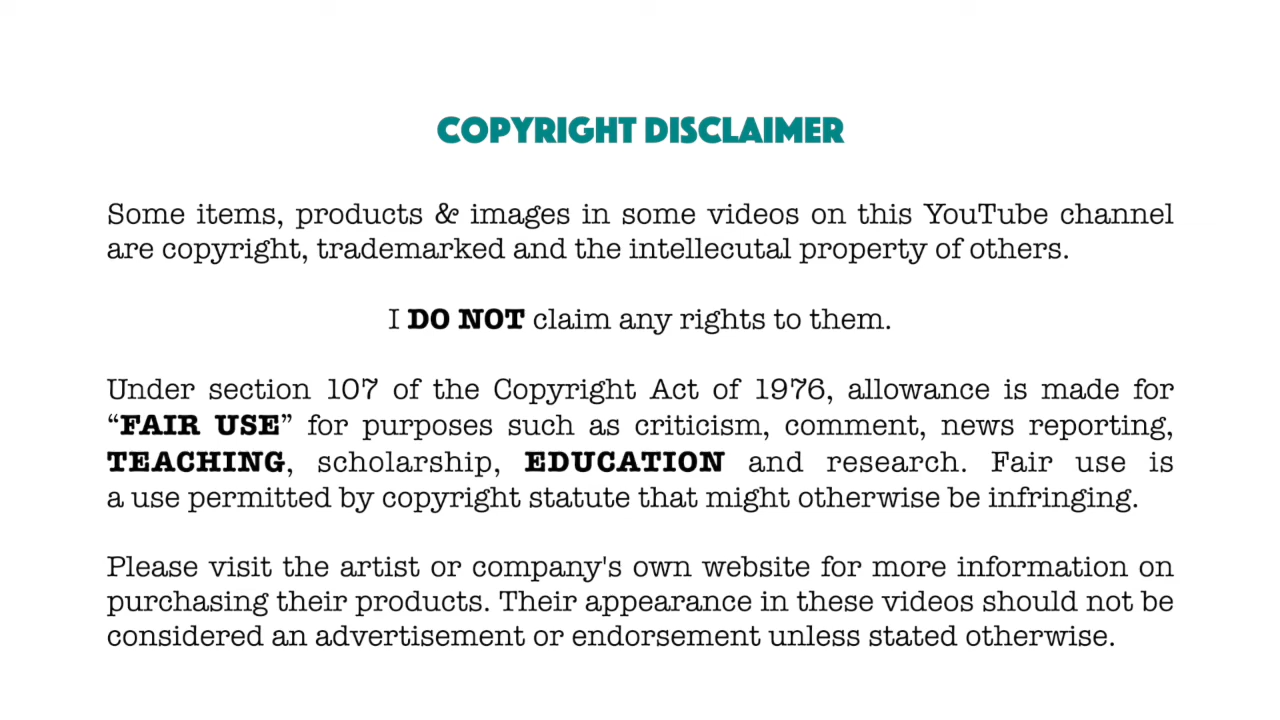 COPYRIGHT DISCLAIMER
Some items, products & images in some videos on this YouTube channel
are copyright, trademarked and the intellecutal property of others.
I DO NOT claim any rights to them.
Under section 107 of the Copyright Act of 1976, allowance is made for
“FAIR USE” for purposes such as criticism, comment, news reporting,
TEACHING, scholarship, EDUCATION and research. Fair use is
a use permitted by copyright statute that might otherwise be infringing.
Please visit the artist or company's own website for more information on
purchasing their products. Their appearance in these videos should not be
considered an advertisement or endorsement unless stated otherwise.